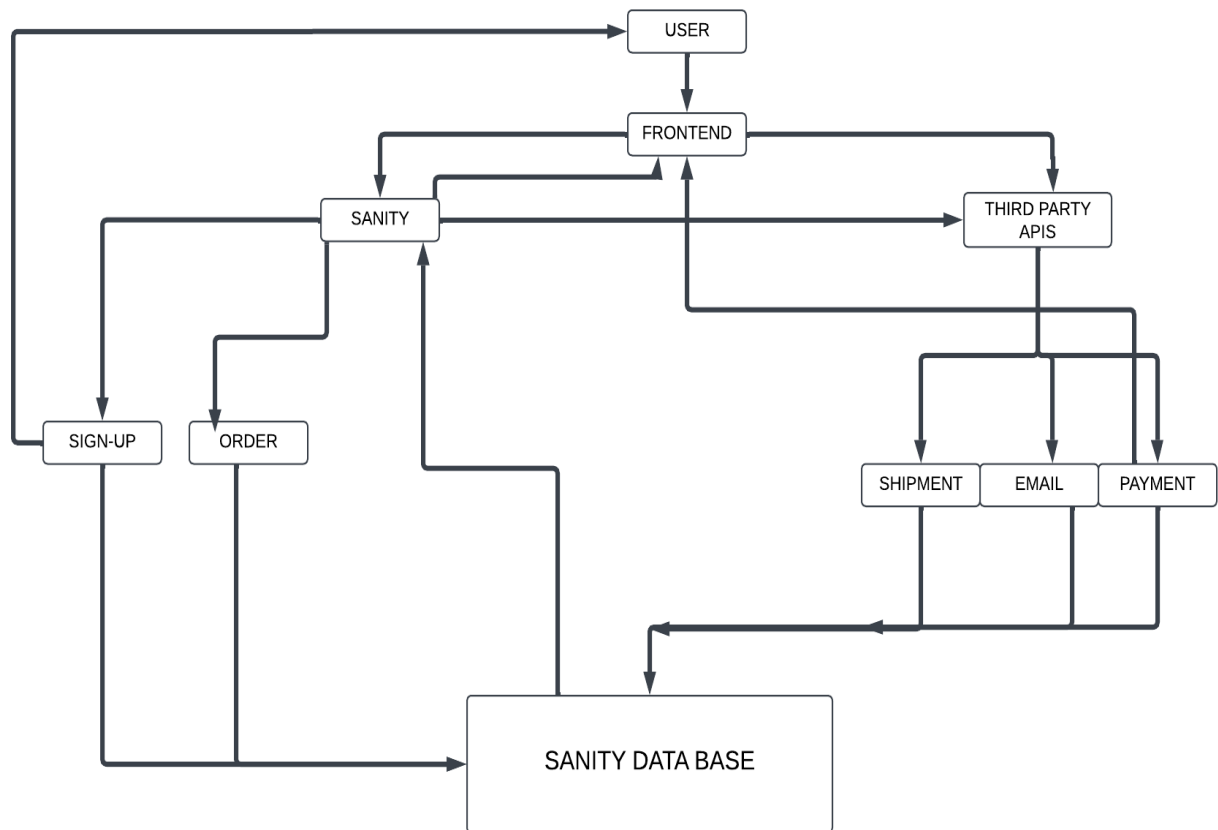 USER
FRONTEND
SANITY
THIRD PARTY
APIS
SIGN-UP
ORDER
SHIPMENT
EMAIL
PAYMENT
SANITY DATA BASE